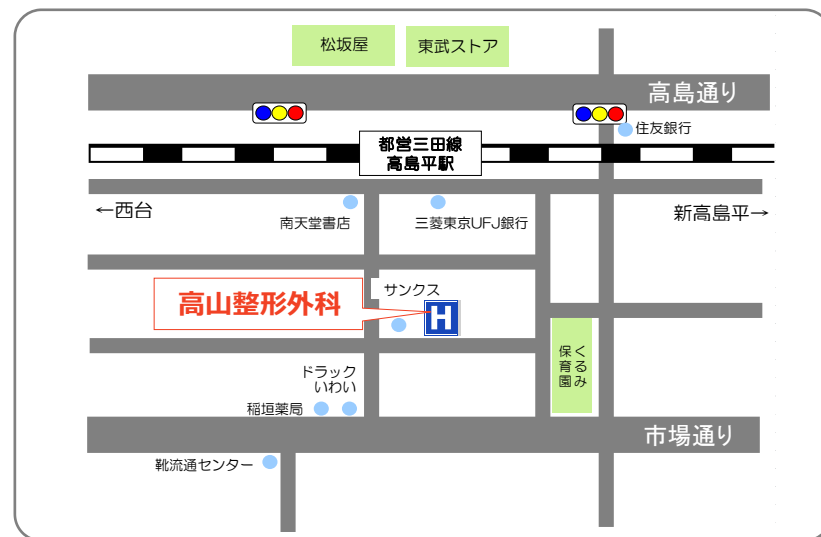 松坂屋
東武ストア
高島通り
住友銀行
都営三田線
高島平駅
←西台
新高島平→
南天堂書店
三菱東京UFJ銀行
サンクス
高山整形外科
H
くるみ
保育園
ドラック
いわい
稲垣薬局
市場通り
靴流通センター